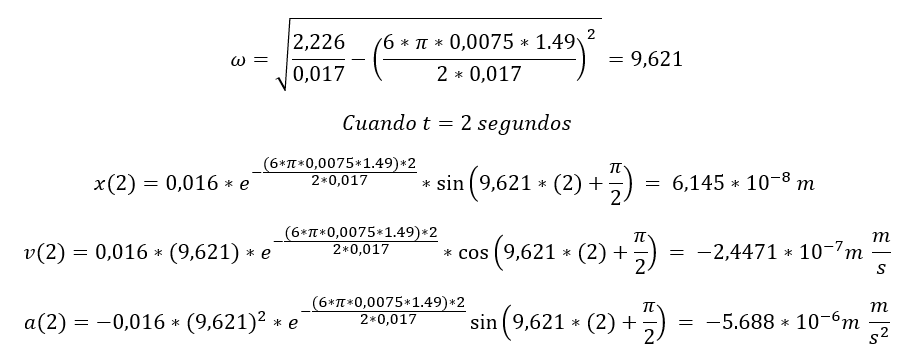 ω = √(2,226/0,017 − ((6 * π * 0,0075 * 1.49)/(2 * 0,017))²) = 9,621
Cuando t = 2 segundos
x(2) = 0,016 * e^(−((6*π*0,0075*1.49)*2)/(2*0,017)) * sin(9,621 * (2) + π/2) = 6,145 * 10⁻⁸ m
v(2) = 0,016 * (9,621) * e^(−((6*π*0,0075*1.49)*2)/(2*0,017)) * cos(9,621 * (2) + π/2) = −2,4471 * 10⁻⁷m m/s
a(2) = −0,016 * (9,621)² * e^(−((6*π*0,0075*1.49)*2)/(2*0,017)) sin(9,621 * (2) + π/2) = −5.688 * 10⁻⁶m m/s²